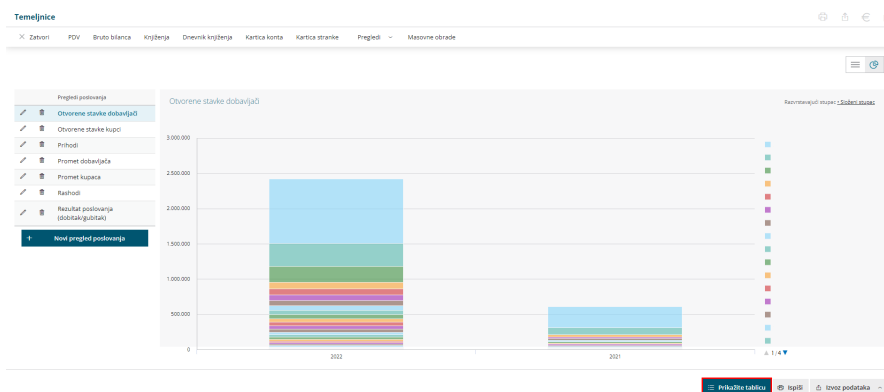 Temeljnice
Zatvori PDV Bruto bilanca Knjiženja Dnevnik knjiženja Kartica konta Kartica stranke Pregledi Masovne obrade
Pregledi poslovanja
Otvorene stavke dobavljači
Otvorene stavke kupci
Prihodi
Promet dobavljača
Promet kupaca
Rashodi
Rezultat poslovanja
(dobitak/gubitak)
+ Novi pregled poslovanja
Otvorene stavke dobavljači
Razvrstavajući stupac • Složeni stupac
3.000.000
2.500.000
2.000.000
1.500.000
1.000.000
500.000
0
2022 2021
1/4
Prikažite tablicu Ispiši Izvoz podataka